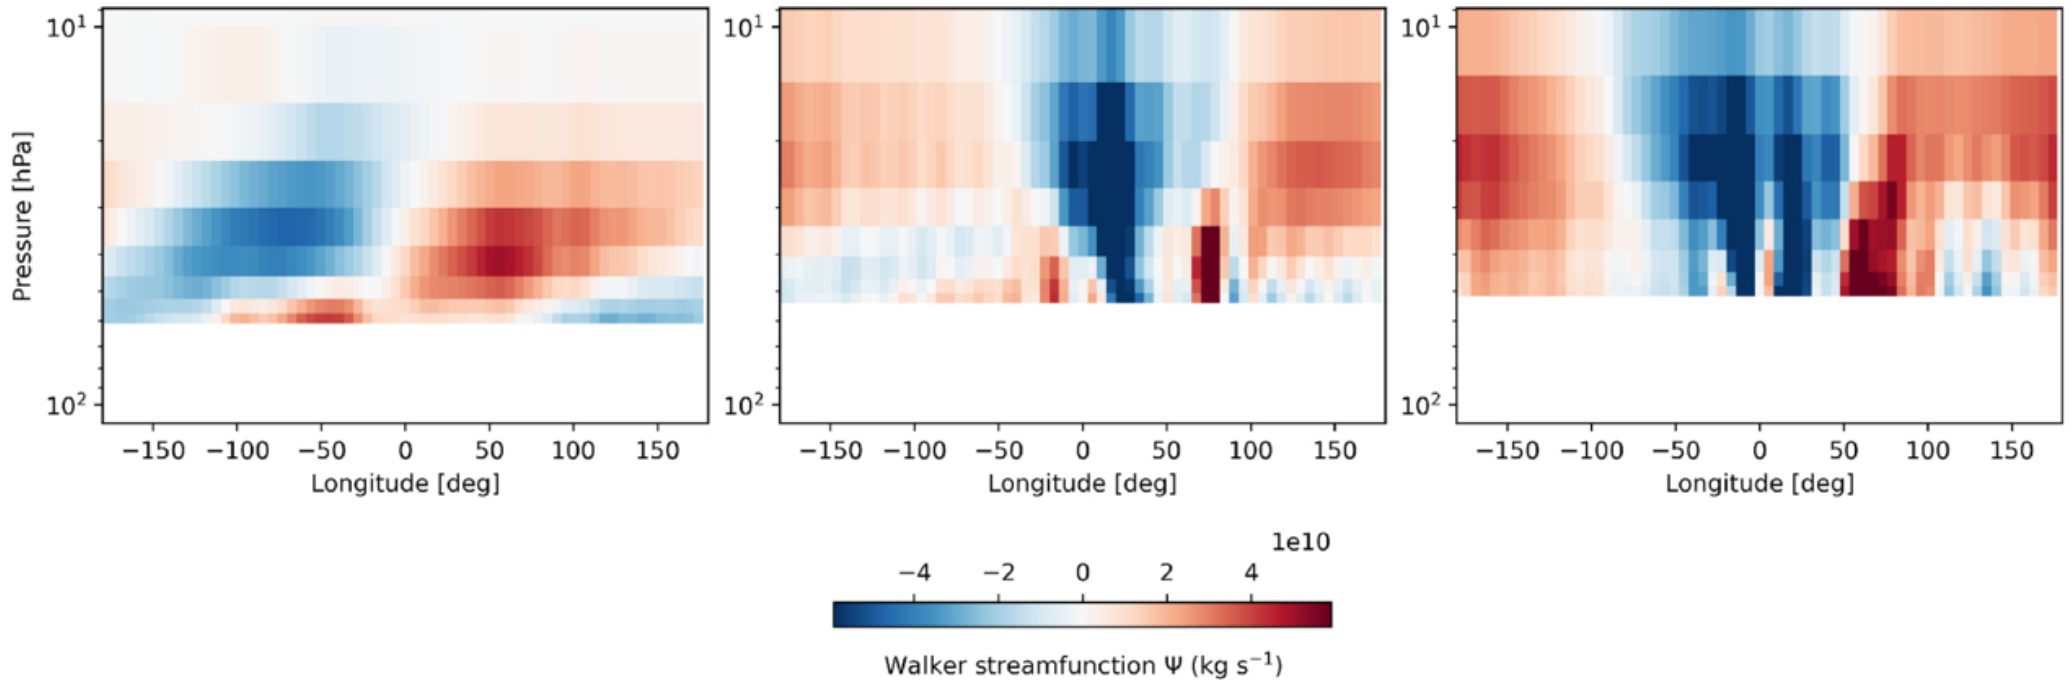 10¹ 10¹ 10¹
Pressure [hPa]
10² 10² 10²
−150 −100 −50 0 50 100 150 −150 −100 −50 0 50 100 150 −150 −100 −50 0 50 100 150
Longitude [deg] Longitude [deg] Longitude [deg]
1e10
−4 −2 0 2 4
Walker streamfunction Ψ (kg s⁻¹)